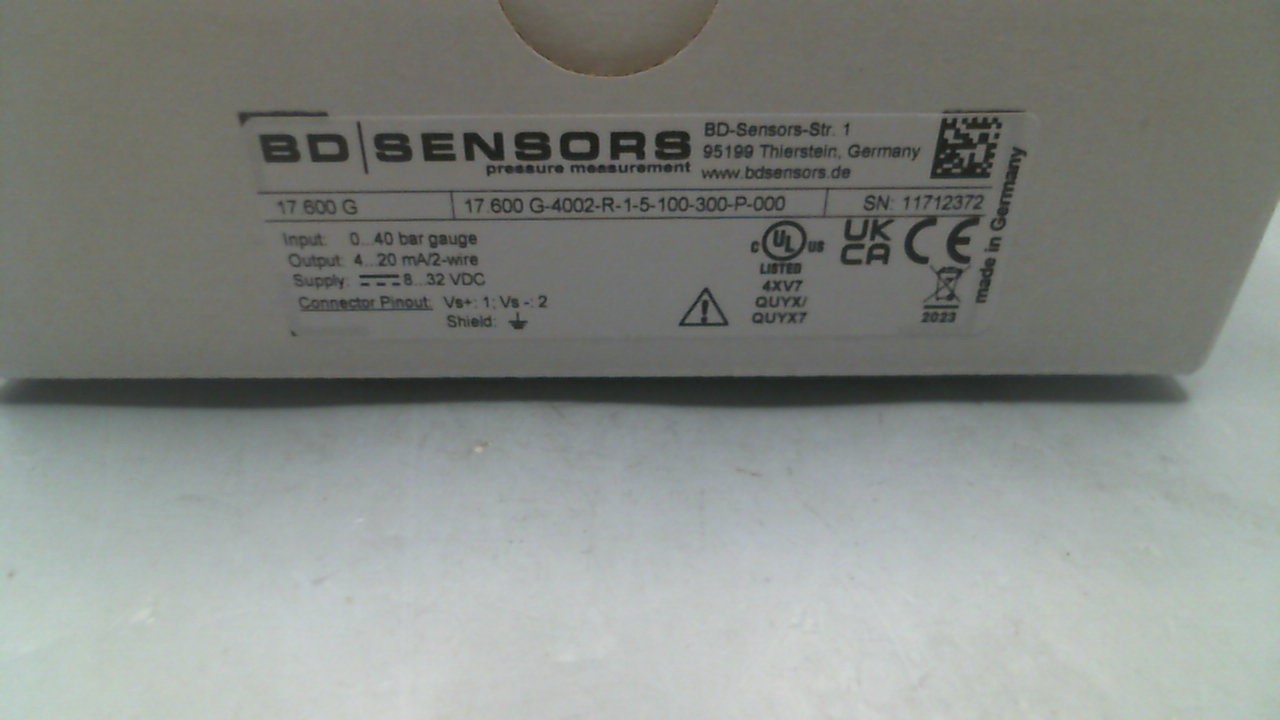 BD|SENSORS
pressure measurement
BD-Sensors-Str. 1
95199 Thierstein, Germany
www.bdsensors.de
17.600 G
17.600 G-4002-R-1-5-100-300-P-000
SN: 11712372
Input: 0...40 bar gauge
Output: 4...20 mA/2-wire
Supply: 8...32 VDC
Connector Pinout: Vs+: 1; Vs -: 2
Shield:
C UL US
LISTED
4XV7
QUYX/
QUYX7
UK
CA
CE
2023
made in Germany